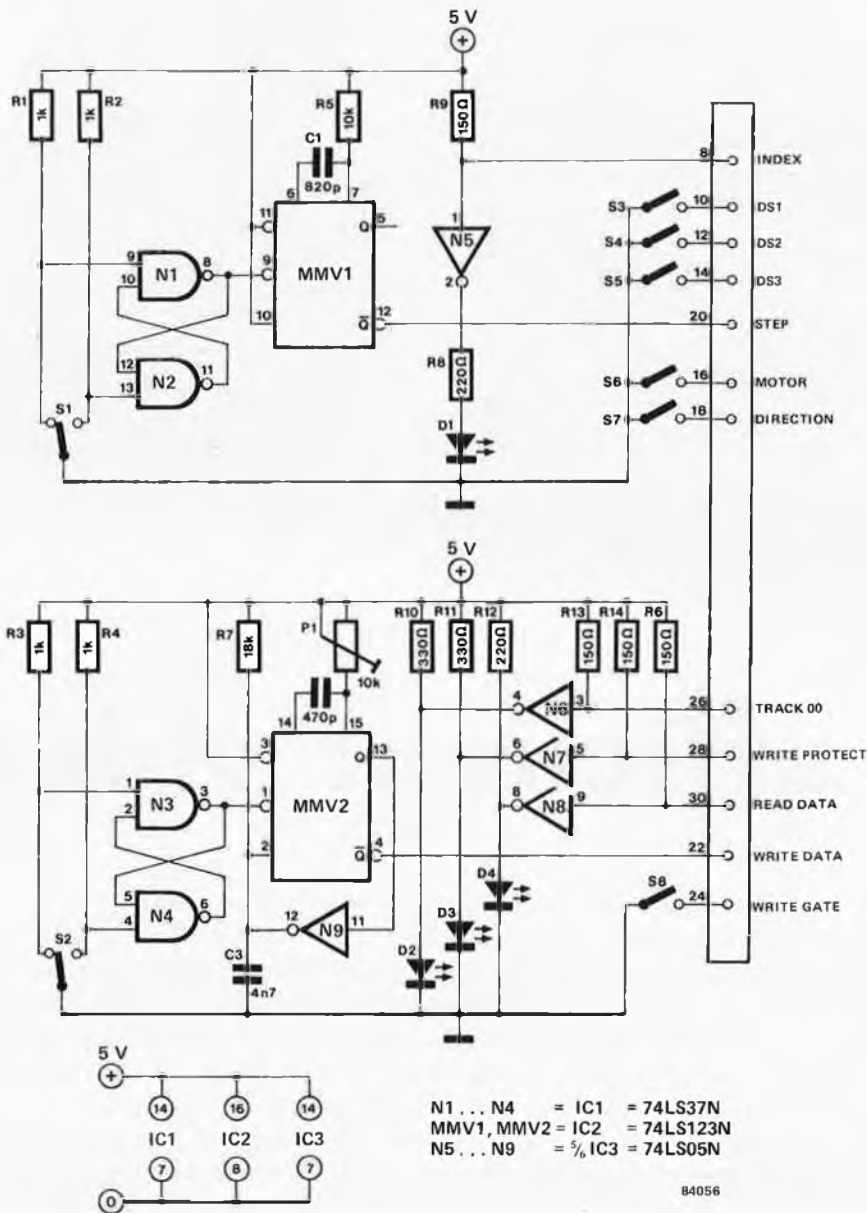 5 V
+
R1
1k
R2
1k
R5
10k
R9
150Ω
C1
820p
6
7
8
INDEX
11
Q
5
1
N5
2
S3
10
DS1
S4
12
DS2
S5
14
DS3
9
10
N1
8
9
MMV1
10
Q
12
20
STEP
12
13
N2
11
R8
220Ω
S6
16
MOTOR
S7
18
DIRECTION
S1
D1
5 V
+
R3
1k
R4
1k
R7
18k
P1
10k
R10
330Ω
R11
330Ω
R12
220Ω
R13
150Ω
R14
150Ω
R6
150Ω
470p
14
15
4
N6
3
26
TRACK 00
3
Q
13
6
N7
5
28
WRITE PROTECT
1
2
N3
3
1
MMV2
8
N8
9
30
READ DATA
2
Q
4
22
WRITE DATA
5
4
N4
6
D4
S8
24
WRITE GATE
12
N9
11
D3
S2
C3
4n7
D2
5 V
+
14
16
14
IC1
IC2
IC3
7
8
7
0
N1 . . . N4 = IC1 = 74LS37N
MMV1, MMV2 = IC2 = 74LS123N
N5 . . . N9 = 5/6 IC3 = 74LS05N
84056